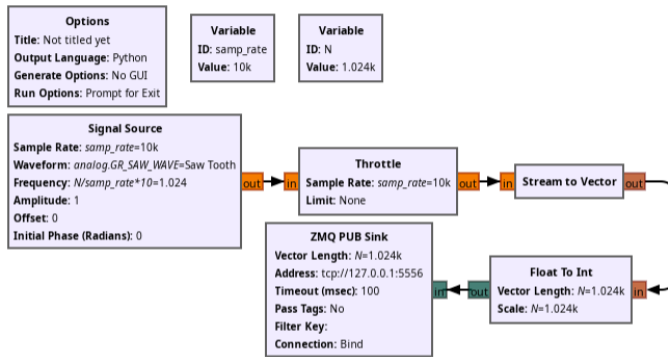 Options
Title: Not titled yet
Output Language: Python
Generate Options: No GUI
Run Options: Prompt for Exit
Variable
ID: samp_rate
Value: 10k
Variable
ID: N
Value: 1.024k
Signal Source
Sample Rate: samp_rate=10k
Waveform: analog.GR_SAW_WAVE=Saw Tooth
Frequency: N/samp_rate*10=1.024
Amplitude: 1
Offset: 0
Initial Phase (Radians): 0
out
in
Throttle
Sample Rate: samp_rate=10k
Limit: None
out
in
Stream to Vector
out
ZMQ PUB Sink
Vector Length: N=1.024k
Address: tcp://127.0.0.1:5556
Timeout (msec): 100
Pass Tags: No
Filter Key:
Connection: Bind
in
out
Float To Int
Vector Length: N=1.024k
Scale: N=1.024k
in